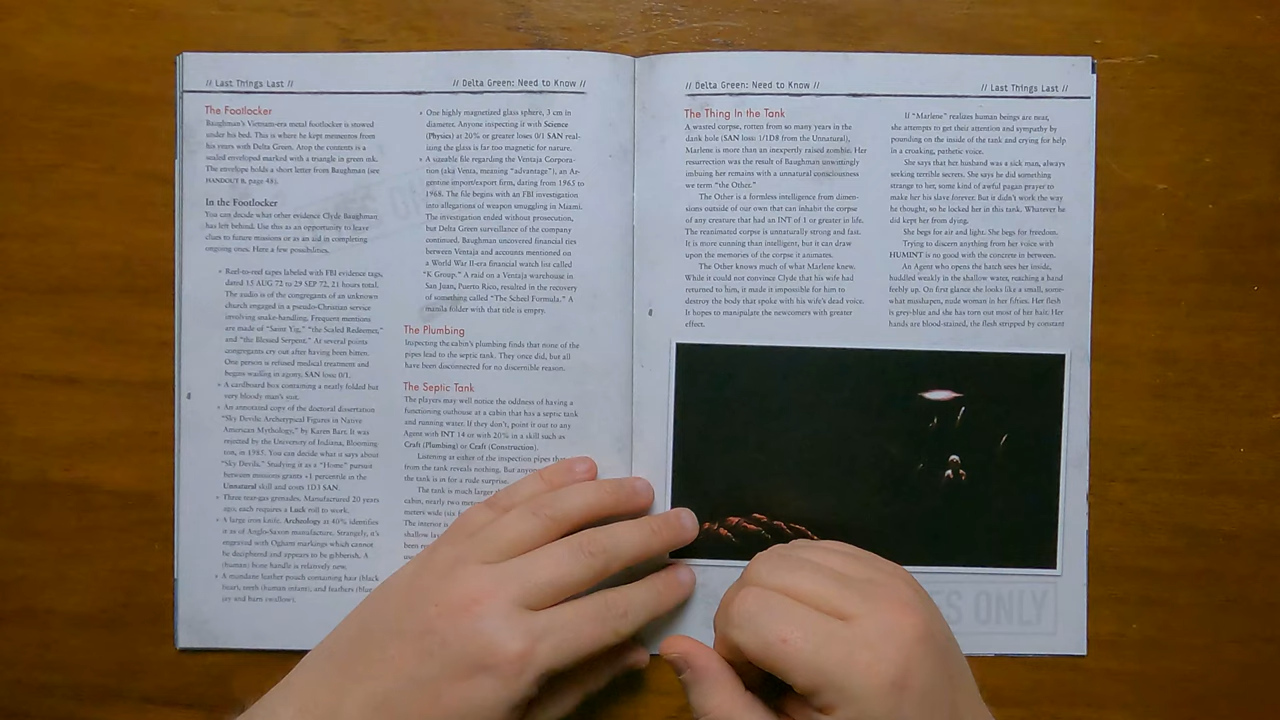 // Last Things Last //
// Delta Green: Need to Know //
The Footlocker
Baughman's Vietnam-era metal footlocker is stowed
under his bed. This is where he kept mementos from
his years with Delta Green. Atop the contents is a
sealed enveloped marked with a triangle in green ink.
The envelope holds a short letter from Baughman (see
HANDOUT B, page 48).
In the Footlocker
You can decide what other evidence Clyde Baughman
has left behind. Use this as an opportunity to leave
clues to future missions or as an aid in completing
ongoing ones. Here a few possibilities.
» Reel-to-reel tapes labeled with FBI evidence tags,
dated 15 AUG 72 to 29 SEP 72, 21 hours total.
The audio is of the congregants of an unknown
church engaged in a pseudo-Christian service
involving snake-handling. Frequent mentions
are made of "Saint Yig," "the Scaled Redeemer,"
and "the Blessed Serpent." At several points
congregants cry out after having been bitten.
One person is refused medical treatment and
begins wailing in agony. SAN loss: 0/1.
» A cardboard box containing a neatly folded but
very bloody man's suit.
» An annotated copy of the doctoral dissertation
"Sky Devils: Archetypical Figures in Native
American Mythology," by Karen Barr. It was
rejected by the University of Indiana, Blooming
ton, in 1985. You can decide what it says about
"Sky Devils." Studying it as a "Home" pursuit
between missions grants +1 percentile in the
Unnatural skill and costs 1D3 SAN.
» Three tear-gas grenades. Manufactured 20 years
ago, each requires a Luck roll to work.
» A large iron knife. Archeology at 40% identifies
it as of Anglo-Saxon manufacture. Strangely, it's
engraved with Ogham markings which cannot
be deciphered and appears to be gibberish. A
(human) bone handle is relatively new.
» A mundane leather pouch containing hair (black
bear), teeth (human infant), and feathers (blue
jay and barn swallow).
» One highly magnetized glass sphere, 3 cm in
diameter. Anyone inspecting it with Science
(Physics) at 20% or greater loses 0/1 SAN real-
izing the glass is far too magnetic for nature.
» A sizeable file regarding the Ventaja Corpora-
tion (aka Venta, meaning "advantage"), an Ar-
gentine import/export firm, dating from 1965 to
1968. The file begins with an FBI investigation
into allegations of weapon smuggling in Miami.
The investigation ended without prosecution,
but Delta Green surveillance of the company
continued. Baughman uncovered financial ties
between Ventaja and accounts mentioned on
a World War II-era financial watch list called
"K Group." A raid on a Ventaja warehouse in
San Juan, Puerto Rico, resulted in the recovery
of something called "The Scheel Formula." A
manila folder with that title is empty.
The Plumbing
Inspecting the cabin's plumbing finds that none of the
pipes lead to the septic tank. They once did, but all
have been disconnected for no discernible reason.
The Septic Tank
The players may well notice the oddness of having a
functioning outhouse at a cabin that has a septic tank
and running water. If they don't, point it out to any
Agent with INT 14 or with 20% in a skill such as
Craft (Plumbing) or Craft (Construction).
Listening at either of the inspection pipes
from the tank reveals nothing. But anyone
the tank is in for a rude surprise.
The tank is much larger
cabin, nearly two
meters wide (six
The interior is
shallow
been
// Delta Green: Need to Know //
// Last Things Last //
The Thing In the Tank
A wasted corpse, rotten from so many years in the
dank hole (SAN loss: 1/1D8 from the Unnatural),
Marlene is more than an inexpertly raised zombie. Her
resurrection was the result of Baughman unwittingly
imbuing her remains with a unnatural consciousness
we term "the Other."
The Other is a formless intelligence from dimen-
sions outside of our own that can inhabit the corpse
of any creature that had an INT of 1 or greater in life.
The reanimated corpse is unnaturally strong and fast.
It is more cunning than intelligent, but it can draw
upon the memories of the corpse it animates.
The Other knows much of what Marlene knew.
While it could not convince Clyde that his wife had
returned to him, it made it impossible for him to
destroy the body that spoke with his wife's dead voice.
It hopes to manipulate the newcomers with greater
effect.
If "Marlene" realizes human beings are near,
she attempts to get their attention and sympathy by
pounding on the inside of the tank and crying for help
in a croaking, pathetic voice.
She says that her husband was a sick man, always
seeking terrible secrets. She says he did something
strange to her, some kind of awful pagan prayer to
make her his slave forever. But it didn't work the way
he thought, so he locked her in this tank. Whatever he
did kept her from dying.
She begs for air and light. She begs for freedom.
Trying to discern anything from her voice with
HUMINT is no good with the concrete in between.
An Agent who opens the hatch sees her inside,
huddled weakly in the shallow water, reaching a hand
feebly up. On first glance she looks like a small, some-
what misshapen, nude woman in her fifties. Her flesh
is grey-blue and she has torn out most of her hair. Her
hands are blood-stained, the flesh stripped by constant
ES ONLY